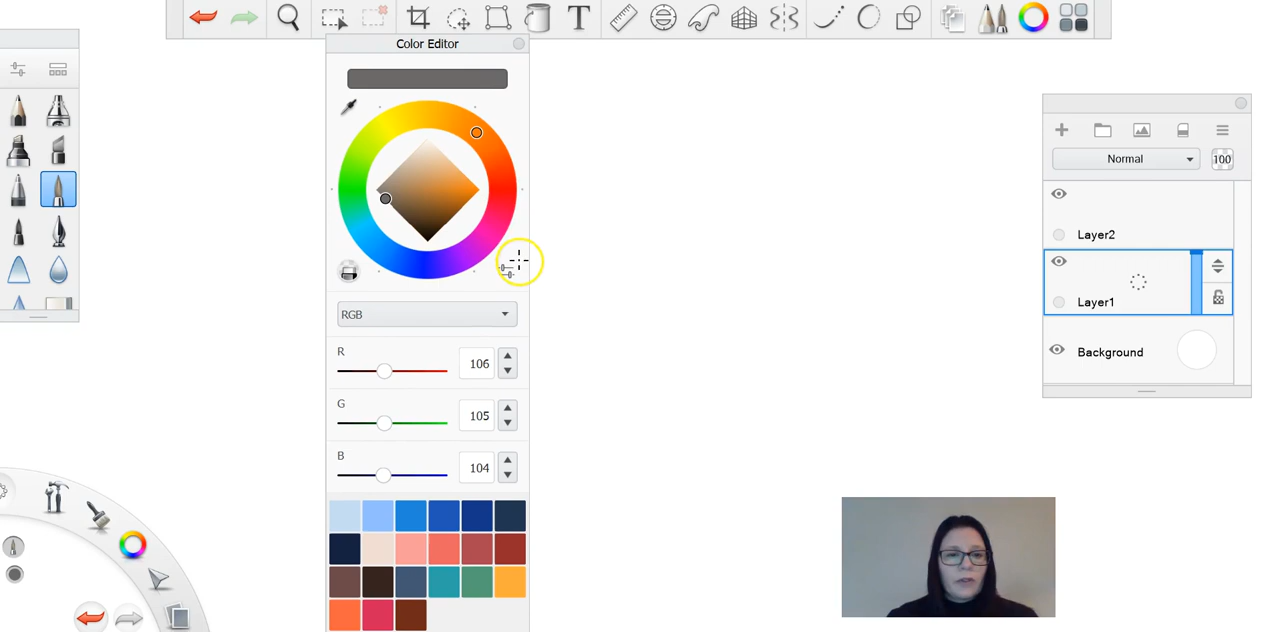 T
Color Editor
Normal
100
Layer2
Layer1
Background
RGB
R
106
G
105
B
104